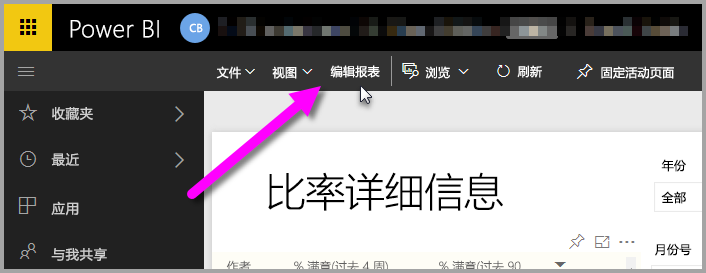 Power BI CB
文件 视图 编辑报表 浏览 刷新 固定活动页面
收藏夹
最近
应用
与我共享
比率详细信息
年份
全部
月份号
作者 % 满意(过去 4 周) % 满意(过去 90